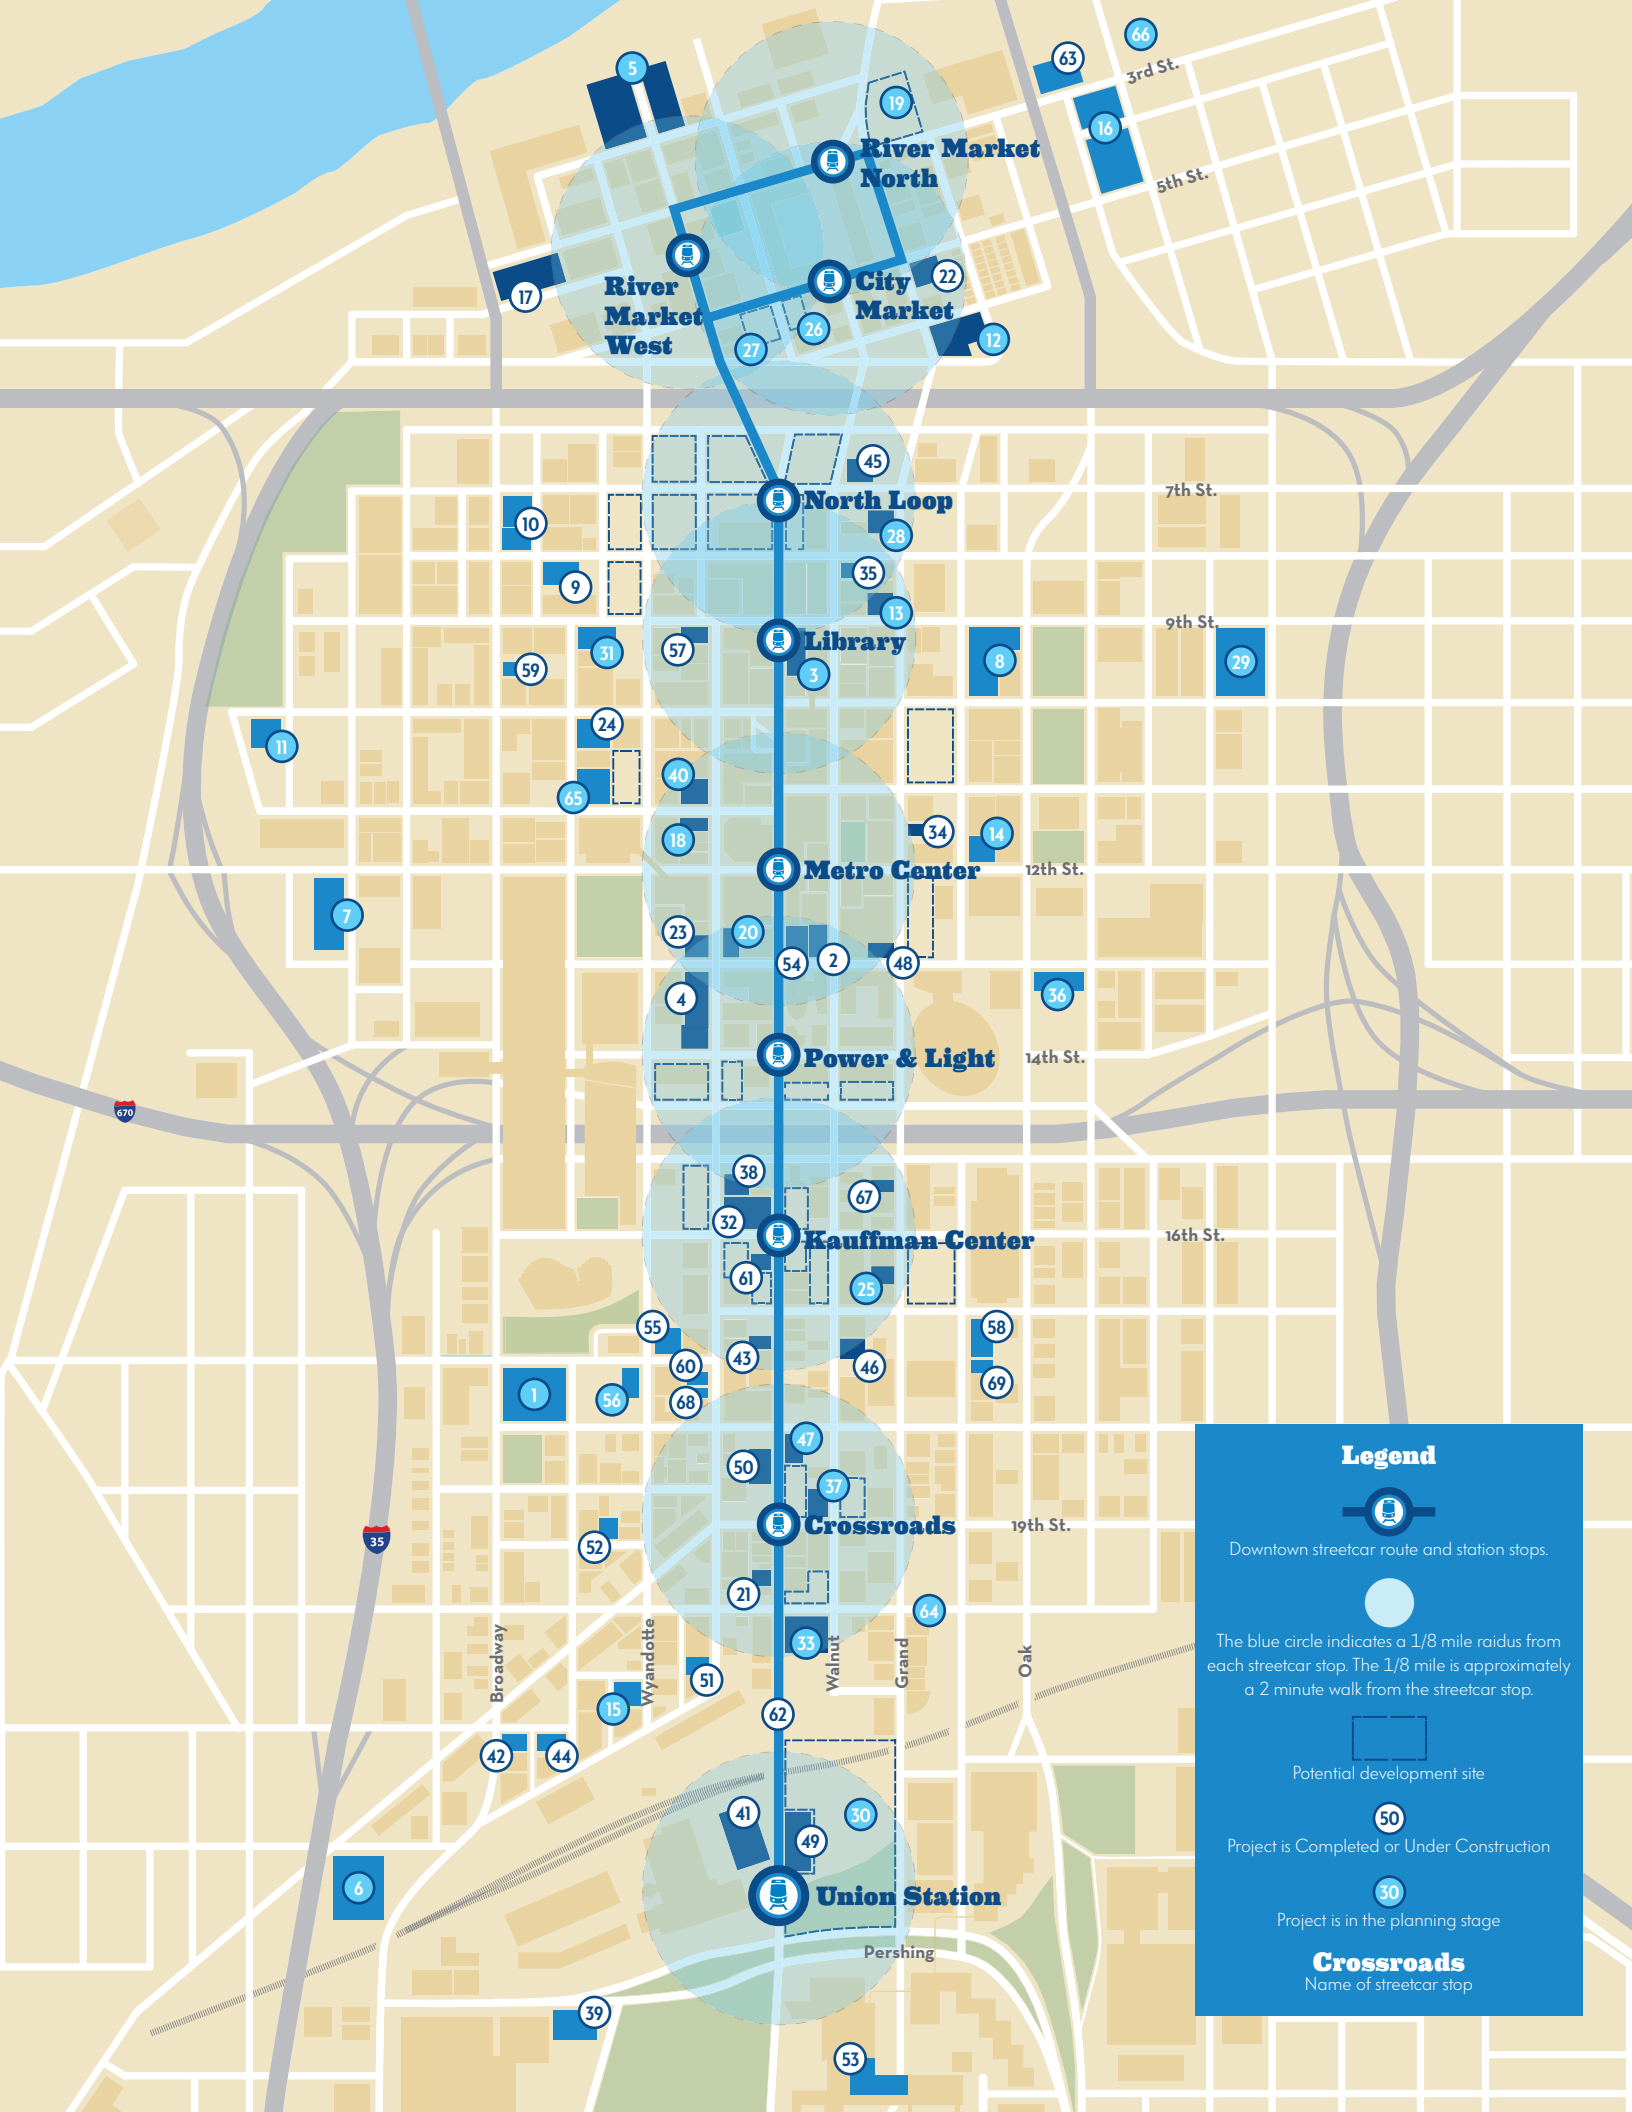 66
63
3rd St.
5
19
16
River Market
North
5th St.
City
Market
22
17
River
Market
West
26
27
12
45
7th St.
North Loop
10
28
35
9
13
9th St.
Library
57
31
59
3
8
29
24
11
40
65
18
34
14
Metro Center
12th St.
7
23
20
54
2
48
4
36
Power & Light
14th St.
670
38
67
32
Kauffman Center
16th St.
61
25
55
58
43
60
46
69
1
56
68
47
50
37
Crossroads
19th St.
35
52
21
64
33
Broadway
Wyandotte
Walnut
Grand
Oak
51
15
62
42
44
41
30
49
6
Union Station
Pershing
39
53
Legend
Downtown streetcar route and station stops.
The blue circle indicates a 1/8 mile raidus from
each streetcar stop. The 1/8 mile is approximately
a 2 minute walk from the streetcar stop.
Potential development site
50
Project is Completed or Under Construction
30
Project is in the planning stage
Crossroads
Name of streetcar stop